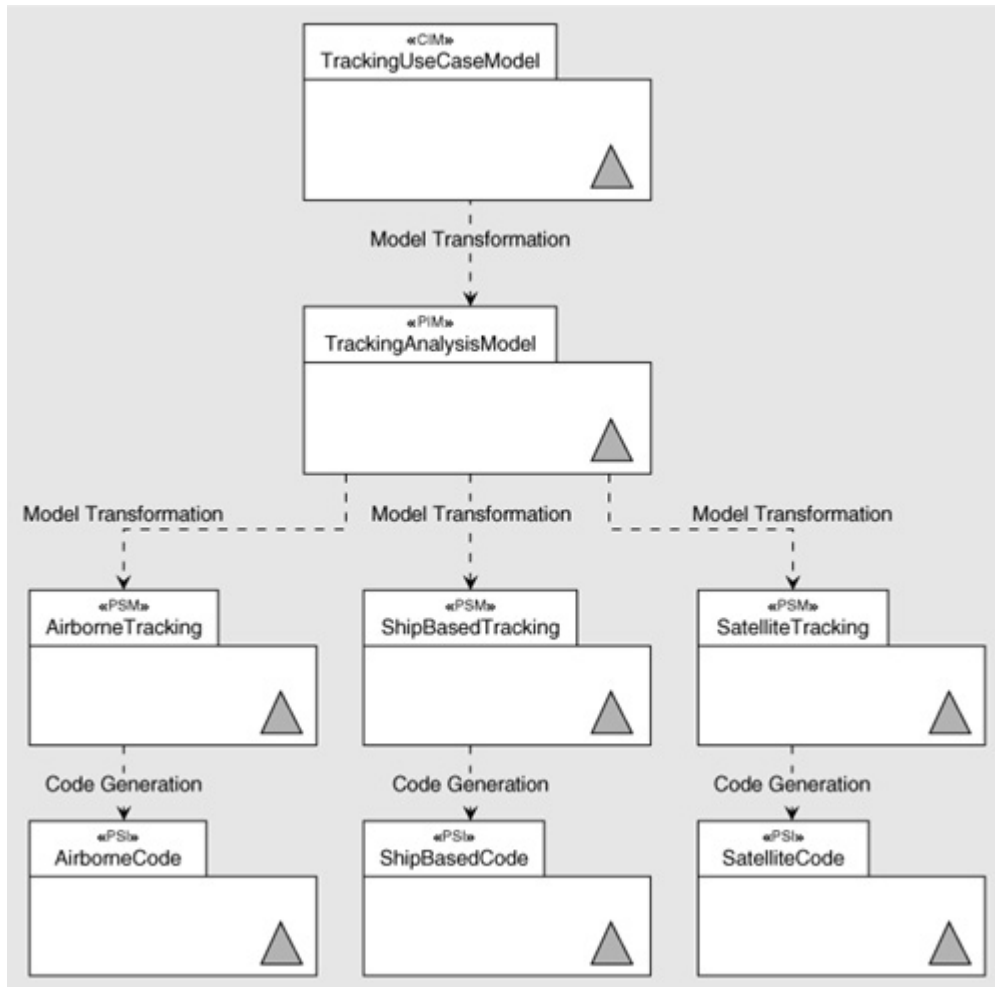 «CIM»
TrackingUseCaseModel
Model Transformation
«PIM»
TrackingAnalysisModel
Model Transformation
Model Transformation
Model Transformation
«PSM»
AirborneTracking
«PSM»
ShipBasedTracking
«PSM»
SatelliteTracking
Code Generation
Code Generation
Code Generation
«PSI»
AirborneCode
«PSI»
ShipBasedCode
«PSI»
SatelliteCode